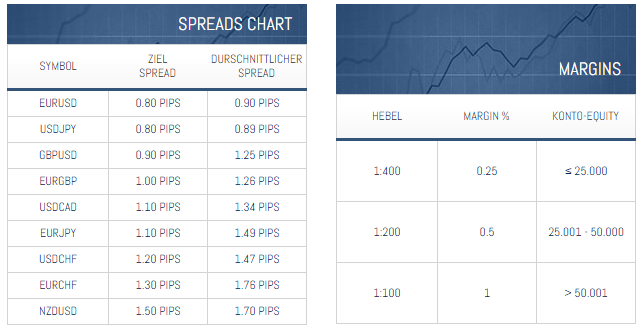 SPREADS CHART
SYMBOL ZIEL SPREAD DURSCHNITTLICHER SPREAD
EURUSD 0.80 PIPS 0.90 PIPS
USDJPY 0.80 PIPS 0.89 PIPS
GBPUSD 0.90 PIPS 1.25 PIPS
EURGBP 1.00 PIPS 1.26 PIPS
USDCAD 1.10 PIPS 1.34 PIPS
EURJPY 1.10 PIPS 1.49 PIPS
USDCHF 1.20 PIPS 1.47 PIPS
EURCHF 1.30 PIPS 1.76 PIPS
NZDUSD 1.50 PIPS 1.70 PIPS
MARGINS
HEBEL MARGIN % KONTO-EQUITY
1:400 0.25 ≤ 25.000
1:200 0.5 25.001 - 50.000
1:100 1 > 50.001